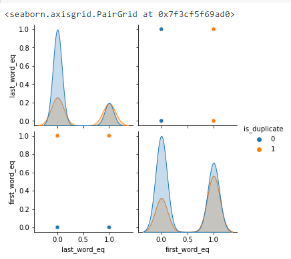 <seaborn.axisgrid.PairGrid at 0x7f3cf5f69ad0>
1.0
0.8
0.6
0.4
0.2
0.0
last_word_eq
1.0
0.8
0.6
0.4
0.2
0.0
first_word_eq
0.0 0.5 1.0
last_word_eq
0.0 0.5 1.0
first_word_eq
is_duplicate
0
1